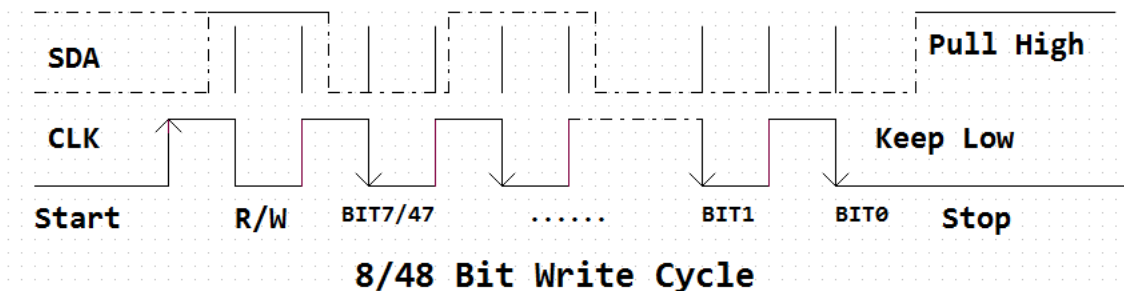 SDA
Pull High
CLK
Keep Low
Start
R/W
BIT7/47
......
BIT1
BIT0
Stop
8/48 Bit Write Cycle